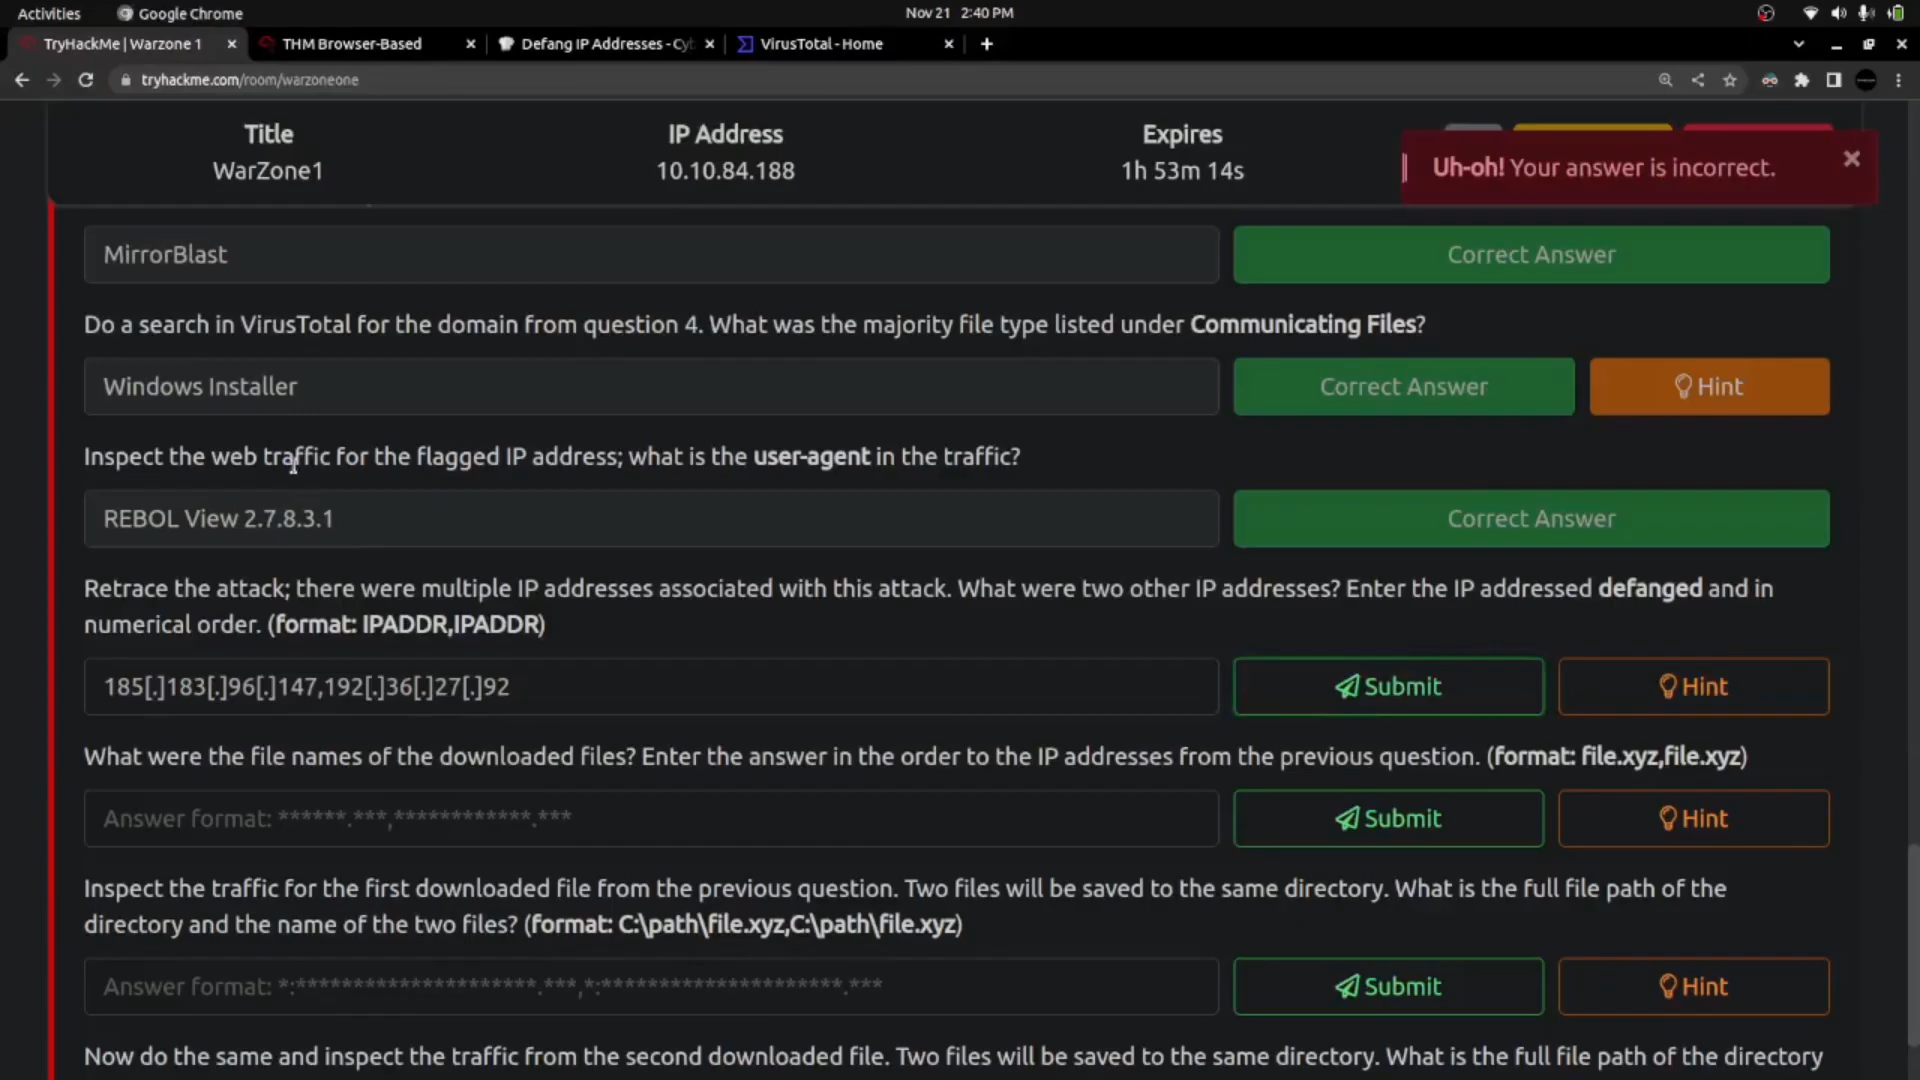 Activities
Google Chrome
Nov 21 2:40 PM
TryHackMe | Warzone 1
THM Browser-Based
Defang IP Addresses - Cyb
VirusTotal - Home
tryhackme.com/room/warzoneone
Title
IP Address
Expires
WarZone1
10.10.84.188
1h 53m 14s
Uh-oh! Your answer is incorrect.
MirrorBlast
Correct Answer
Do a search in VirusTotal for the domain from question 4. What was the majority file type listed under Communicating Files?
Windows Installer
Correct Answer
Hint
Inspect the web traffic for the flagged IP address; what is the user-agent in the traffic?
REBOL View 2.7.8.3.1
Correct Answer
Retrace the attack; there were multiple IP addresses associated with this attack. What were two other IP addresses? Enter the IP addressed defanged and in
numerical order. (format: IPADDR,IPADDR)
185[.]183[.]96[.]147,192[.]36[.]27[.]92
Submit
Hint
What were the file names of the downloaded files? Enter the answer in the order to the IP addresses from the previous question. (format: file.xyz,file.xyz)
Answer format: ******.***,************.***
Submit
Hint
Inspect the traffic for the first downloaded file from the previous question. Two files will be saved to the same directory. What is the full file path of the
directory and the name of the two files? (format: C:\path\file.xyz,C:\path\file.xyz)
Answer format: *:*********************.***,*:*********************.***
Submit
Hint
Now do the same and inspect the traffic from the second downloaded file. Two files will be saved to the same directory. What is the full file path of the directory